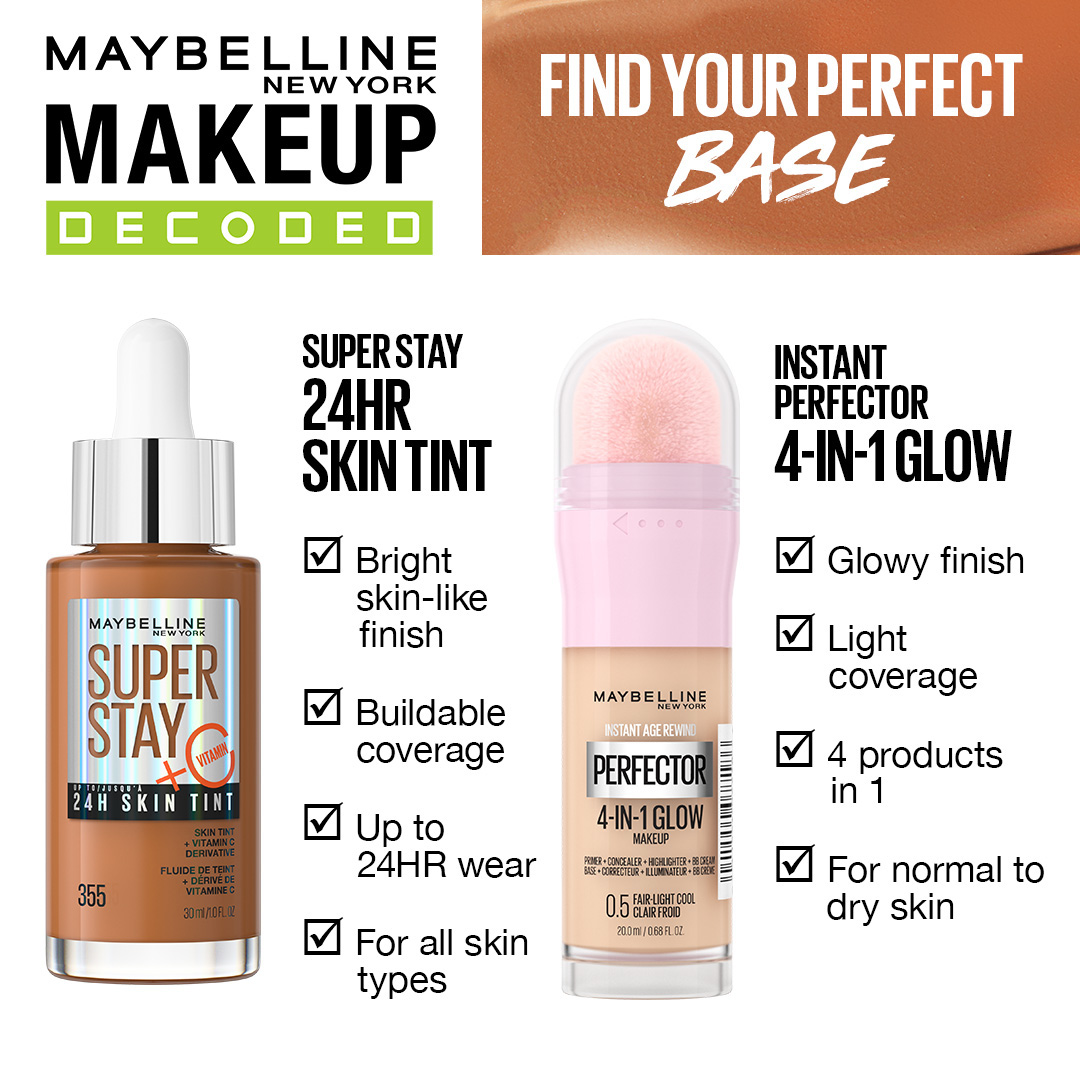 MAYBELLINE
NEW YORK
MAKEUP
DECODED
FIND YOUR PERFECT
BASE
SUPER STAY
24HR
SKIN TINT
Bright
skin-like
finish
Buildable
coverage
Up to
24HR wear
For all skin
types
MAYBELLINE
NEW YORK
SUPER
STAY
+ VITAMIN C
UP TO/JUSQU'À
24H SKIN TINT
SKIN TINT
+ VITAMIN C
DERIVATIVE
FLUIDE DE TEINT
+ DÉRIVÉ DE
VITAMINE C
355
30 ml/1.0 FL. OZ
INSTANT
PERFECTOR
4-IN-1 GLOW
Glowy finish
Light
coverage
4 products
in 1
For normal to
dry skin
MAYBELLINE
NEW YORK
INSTANT AGE REWIND
PERFECTOR
4-IN-1 GLOW
MAKEUP
PRIMER + CONCEALER + HIGHLIGHTER + BB CREAM
BASE + CORRECTEUR + ILLUMINATEUR + BB CRÈME
0.5 FAIR-LIGHT COOL
CLAIR FROID
20.0 ml / 0.68 FL. OZ.